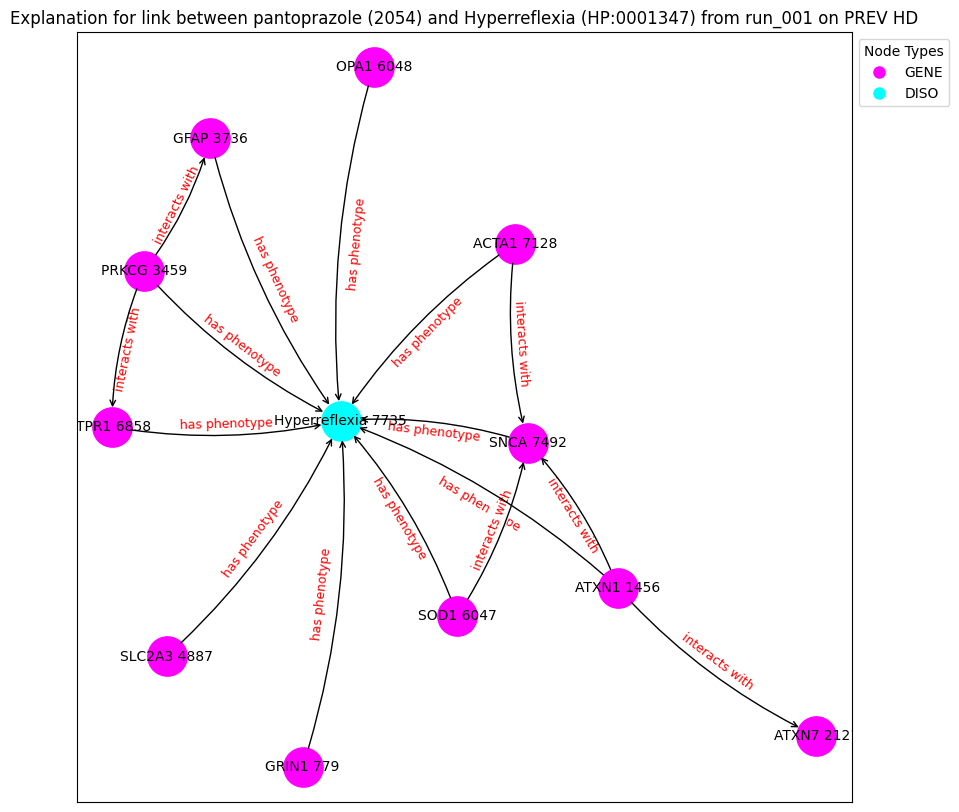 Explanation for link between pantoprazole (2054) and Hyperreflexia (HP:0001347) from run_001 on PREV HD
Node Types
GENE
DISO
OPA1 6048
GFAP 3736
interacts with
has phenotype
has phenotype
ACTA1 7128
PRKCG 3459
has phenotype
interacts with
has phenotype
interacts with
TPR1 6858
has phenotype
Hyperreflexia 7735
has phenotype
SNCA 7492
has phenotype
has phen
pe
interacts with
interacts with
has phenotype
has phenotype
ATXN1 1456
SOD1 6047
SLC2A3 4887
interacts with
GRIN1 779
ATXN7 212